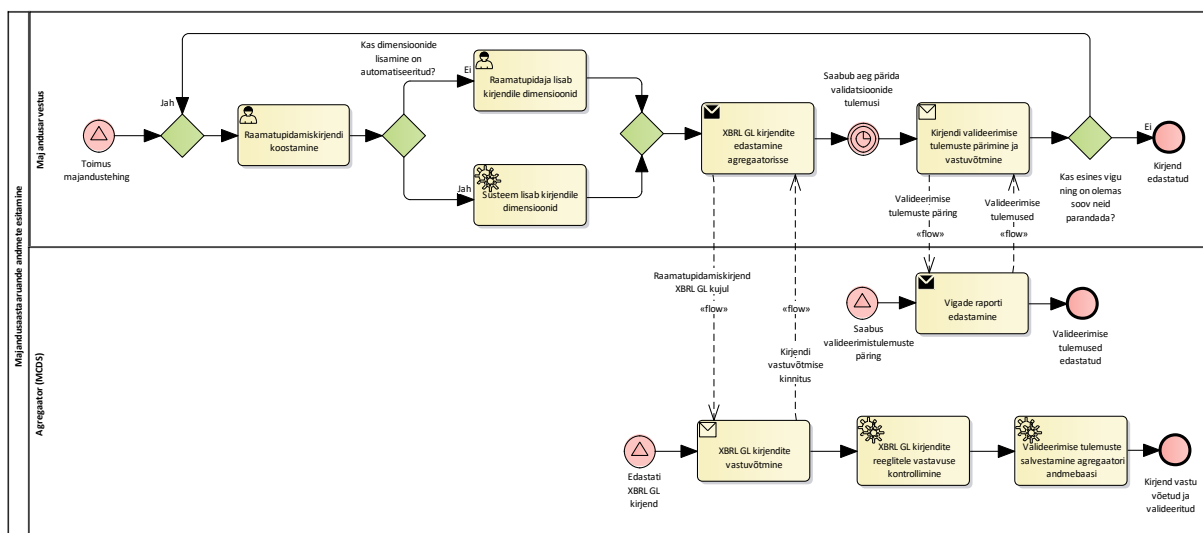 Majandusaastaaruande andmete esitamine
Majandusarvestus
Toimus
majandustehing
Jah
Raamatupidamiskirjendi
koostamine
Kas dimensioonide
lisamine on
automatiseeritud?
Ei
Raamatupidaja lisab
kirjendile dimensioonid
Jah
Süsteem lisab kirjendile
dimensioonid
XBRL GL kirjendite
edastamine
agregaatorisse
Saabub aeg pärida
validatsioonide
tulemusi
Kirjendi valideerimise
tulemuste pärimine ja
vastuvõtmine
Ei
Kas esines vigu
ning on olemas
soov neid
parandada?
Kirjend
edastatud
Valideerimise
tulemuste päring
«flow»
Valideerimise
tulemused
«flow»
Agregaator (MCDS)
Raamatupidamiskirjend
XBRL GL kujul
«flow»
«flow»
Kirjendi
vastuvõtmise
kinnitus
Saabus
valideerimistulemuste
päring
Vigade raporti
edastamine
Valideerimise
tulemused
edastatud
Edastati
XBRL GL
kirjend
XBRL GL kirjendite
vastuvõtmine
XBRL GL kirjendite
reeglitele vastavuse
kontrollimine
Valideerimise tulemuste
salvestamine agregaatori
andmebaasi
Kirjend vastu
võetud ja
valideeritud